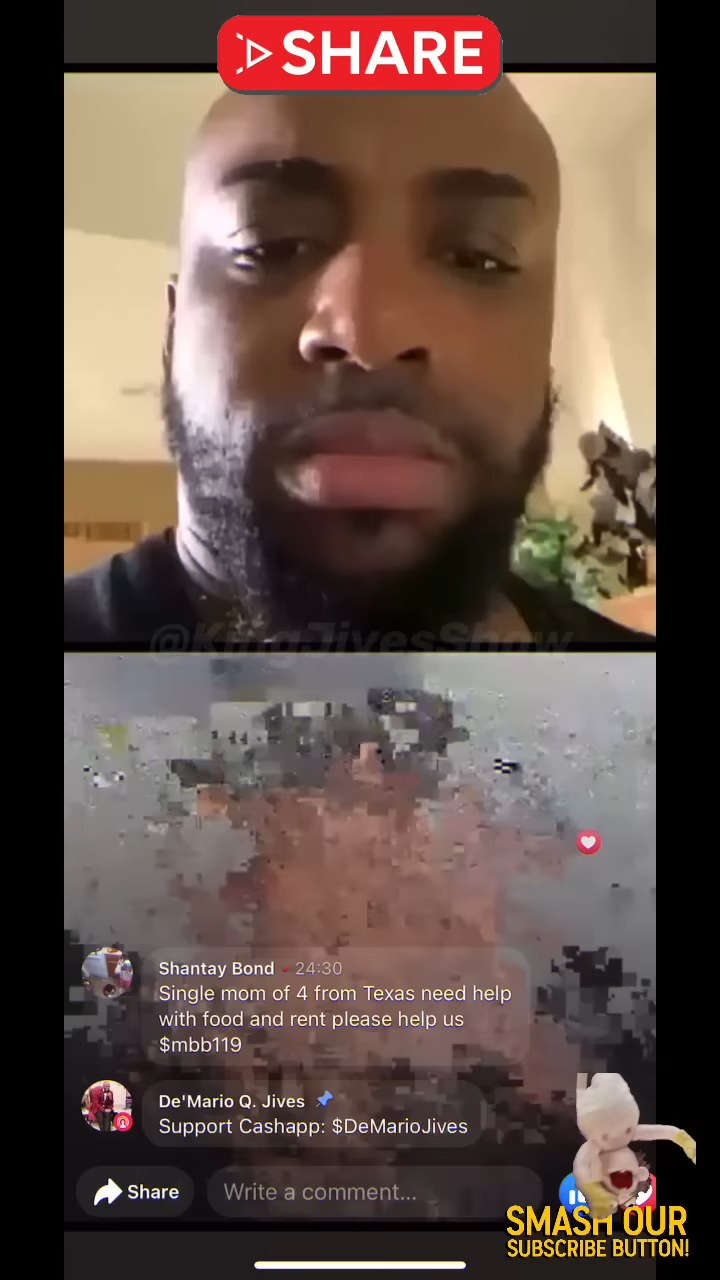 SHARE
@KingJivesShow
Shantay Bond • 24:30
Single mom of 4 from Texas need help
with food and rent please help us
$mbb119
De'Mario Q. Jives
Support Cashapp: $DeMarioJives
Share
Write a comment...
SMASH OUR
SUBSCRIBE BUTTON!